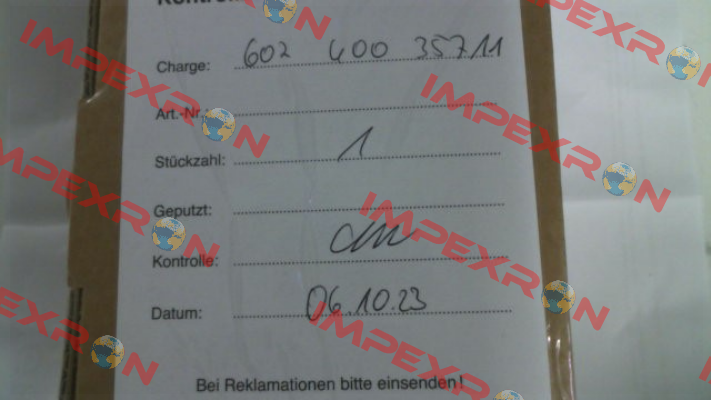 Charge: 602 400 35711
Art.-Nr.:
Stückzahl: 1
Geputzt:
Kontrolle:
Datum: 06.10.23
Bei Reklamationen bitte einsenden!
IMPEXRON